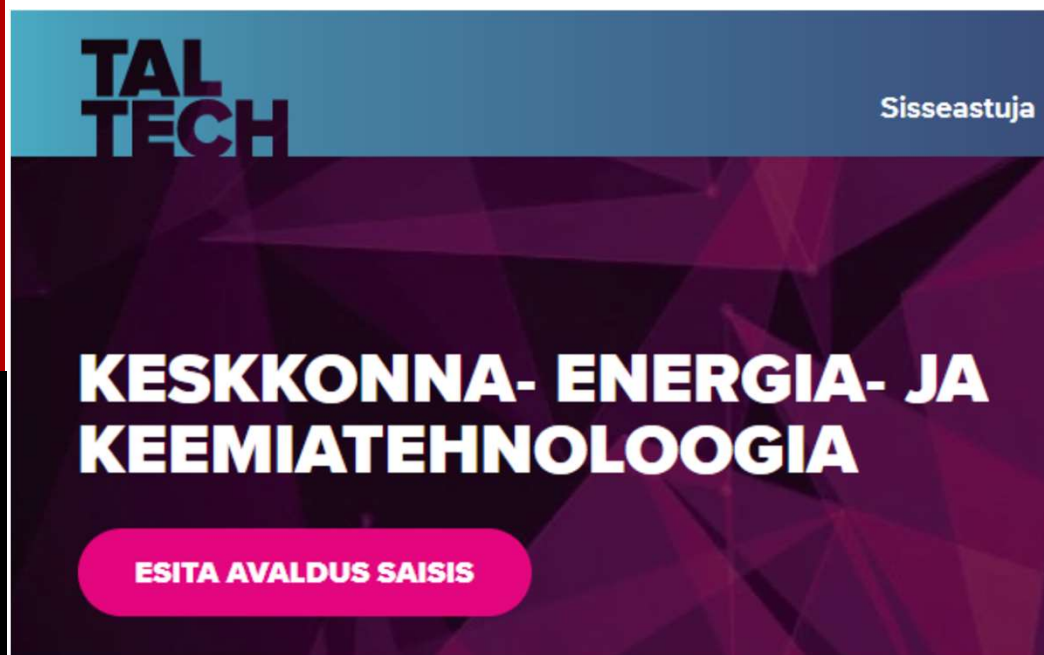 TAL
TECH
Sisseastuja
KESKKONNA- ENERGIA- JA
KEEMIATEHNOLOOGIA
ESITA AVALDUS SAISIS